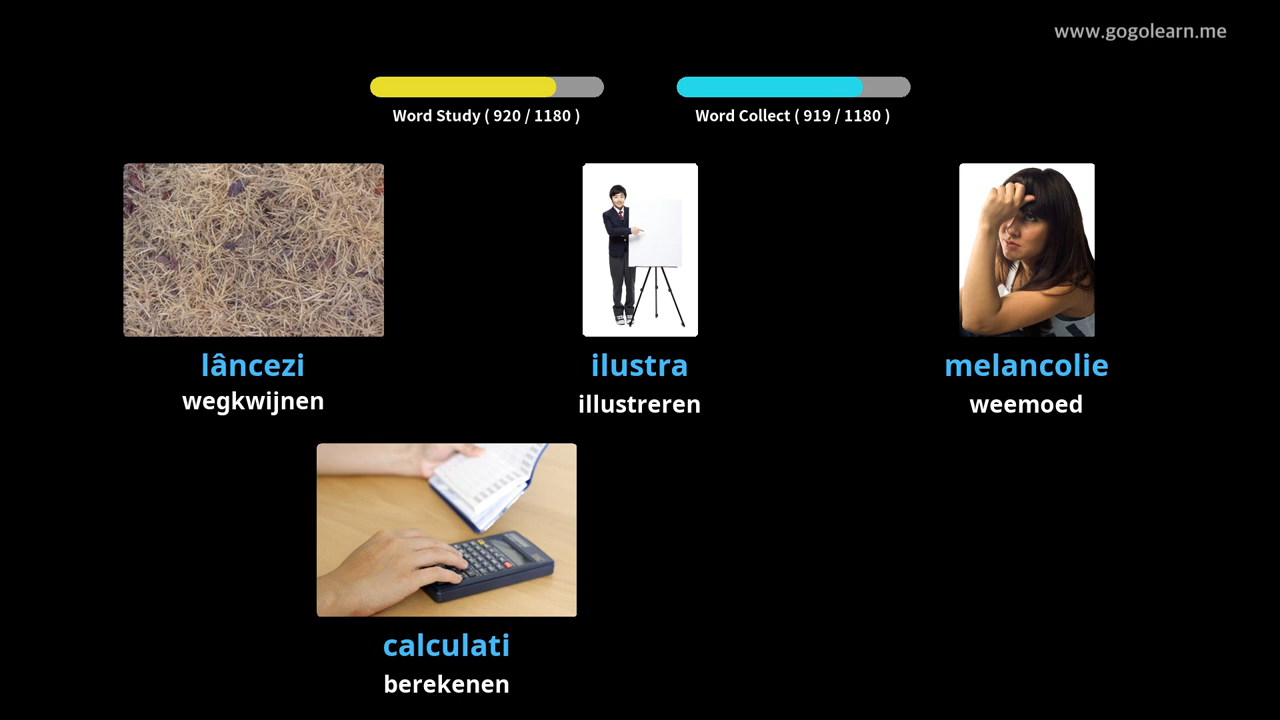 www.gogolearn.me
Word Study ( 920 / 1180 )
Word Collect ( 919 / 1180 )
lâncezi
ilustra
melancolie
wegkwijnen
illustreren
weemoed
calculati
berekenen